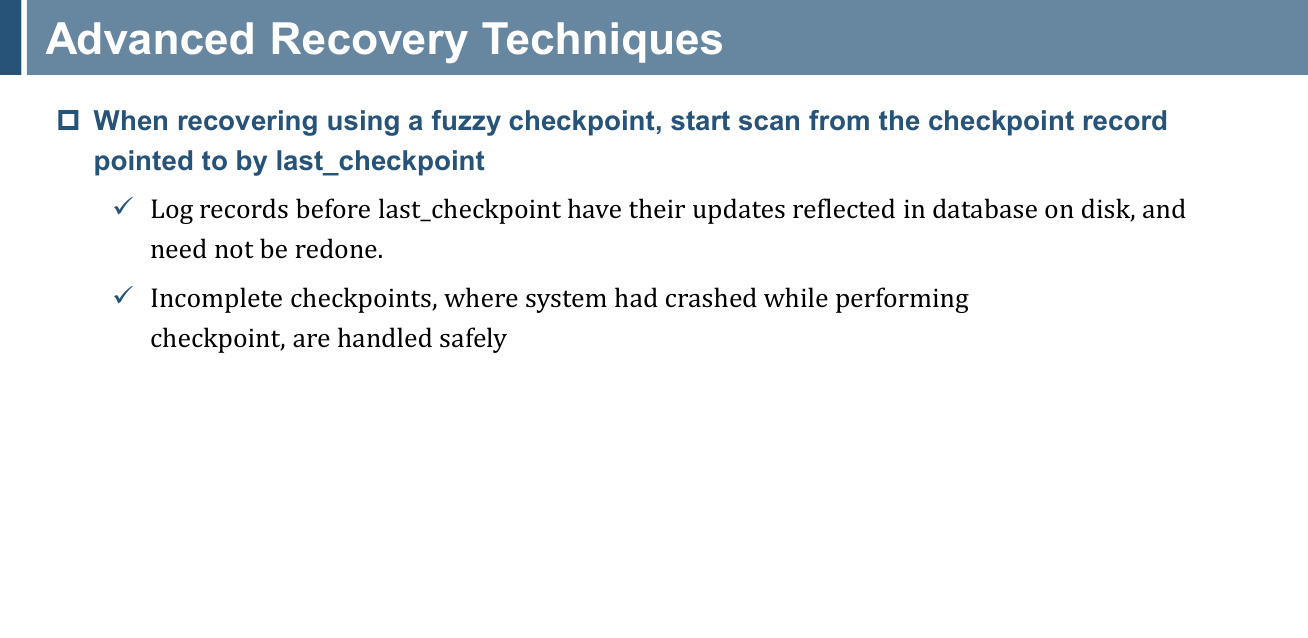 Advanced Recovery Techniques
When recovering using a fuzzy checkpoint, start scan from the checkpoint record
pointed to by last_checkpoint
Log records before last_checkpoint have their updates reflected in database on disk, and
need not be redone.
Incomplete checkpoints, where system had crashed while performing
checkpoint, are handled safely